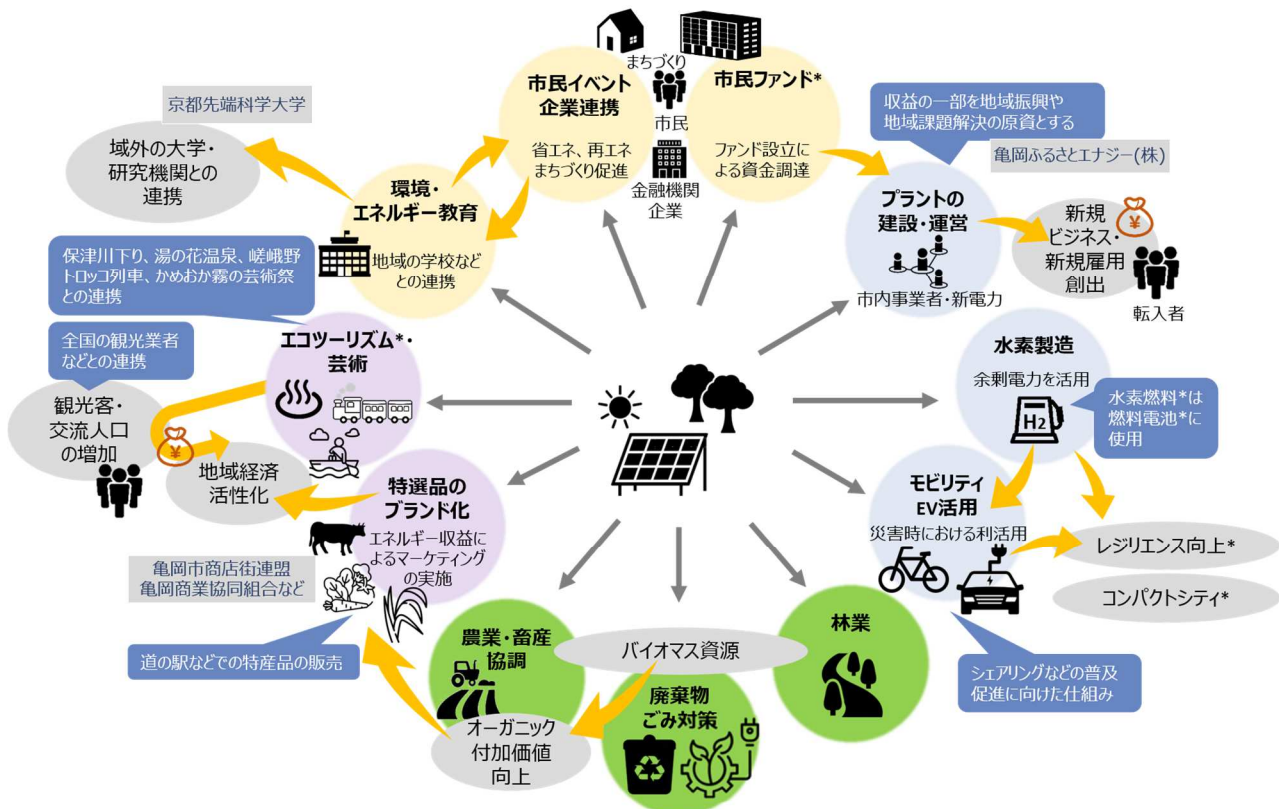 まちづくり
市民
金融機関
企業
市民イベント
企業連携
省エネ、再エネ
まちづくり促進
市民ファンド*
ファンド設立に
よる資金調達
収益の一部を地域振興や
地域課題解決の原資とする
亀岡ふるさとエナジー(株)
プラントの
建設・運営
市内事業者・新電力
新規
ビジネス・
新規雇用
創出
¥
転入者
水素製造
余剰電力を活用
H2
水素燃料*は
燃料電池*に
使用
モビリティ
EV活用
災害時における利活用
レジリエンス向上*
コンパクトシティ*
シェアリングなどの普及
促進に向けた仕組み
林業
バイオマス資源
廃棄物
ごみ対策
農業・畜産
協調
オーガニック
付加価値
向上
特選品の
ブランド化
エネルギー収益に
よるマーケティング
の実施
亀岡市商店街連盟
亀岡商業協同組合など
道の駅などでの特産品の販売
エコツーリズム*・
芸術
保津川下り、湯の花温泉、嵯峨野
トロッコ列車、かめおか霧の芸術祭
との連携
全国の観光業者
などとの連携
観光客・
交流人口
の増加
¥
地域経済
活性化
環境・
エネルギー教育
地域の学校など
との連携
京都先端科学大学
域外の大学・
研究機関との
連携